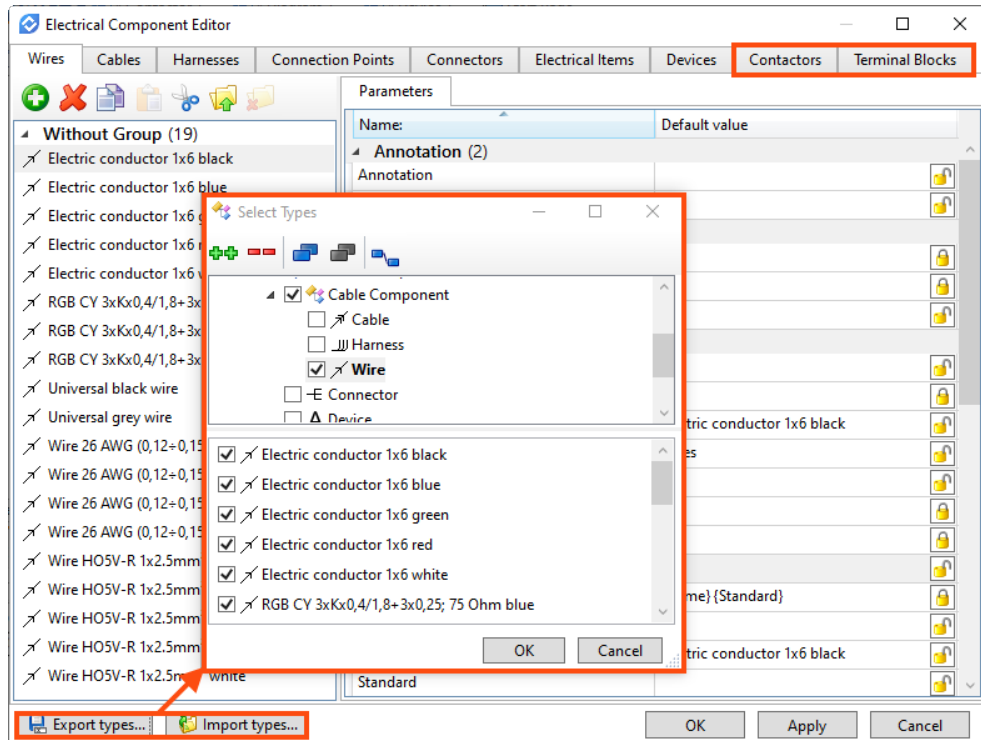 Electrical Component Editor
Wires Cables Harnesses Connection Points Connectors Electrical Items Devices Contactors Terminal Blocks
Parameters
Name: Default value
Without Group (19)
Electric conductor 1x6 black
Electric conductor 1x6 blue
Electric conductor 1x6
Electric conductor 1x6
Electric conductor 1x6
RGB CY 3xKx0,4/1,8+3x
RGB CY 3xKx0,4/1,8+3x
RGB CY 3xKx0,4/1,8+3x
Universal black wire
Universal grey wire
Wire 26 AWG (0,12÷0,15
Wire 26 AWG (0,12÷0,15
Wire 26 AWG (0,12÷0,15
Wire 26 AWG (0,12÷0,15
Wire HO5V-R 1x2.5mm
Wire HO5V-R 1x2.5mm
Wire HO5V-R 1x2.5mm
Wire HO5V-R 1x2.5mm
Wire HO5V-R 1x2.5m white
Annotation (2)
Annotation
tric conductor 1x6 black
es
me}{Standard}
tric conductor 1x6 black
Standard
Select Types
Cable Component
Cable
Harness
Wire
Connector
Device
Electric conductor 1x6 black
Electric conductor 1x6 blue
Electric conductor 1x6 green
Electric conductor 1x6 red
Electric conductor 1x6 white
RGB CY 3xKx0,4/1,8+3x0,25; 75 Ohm blue
OK Cancel
Export types... Import types...
OK Apply Cancel